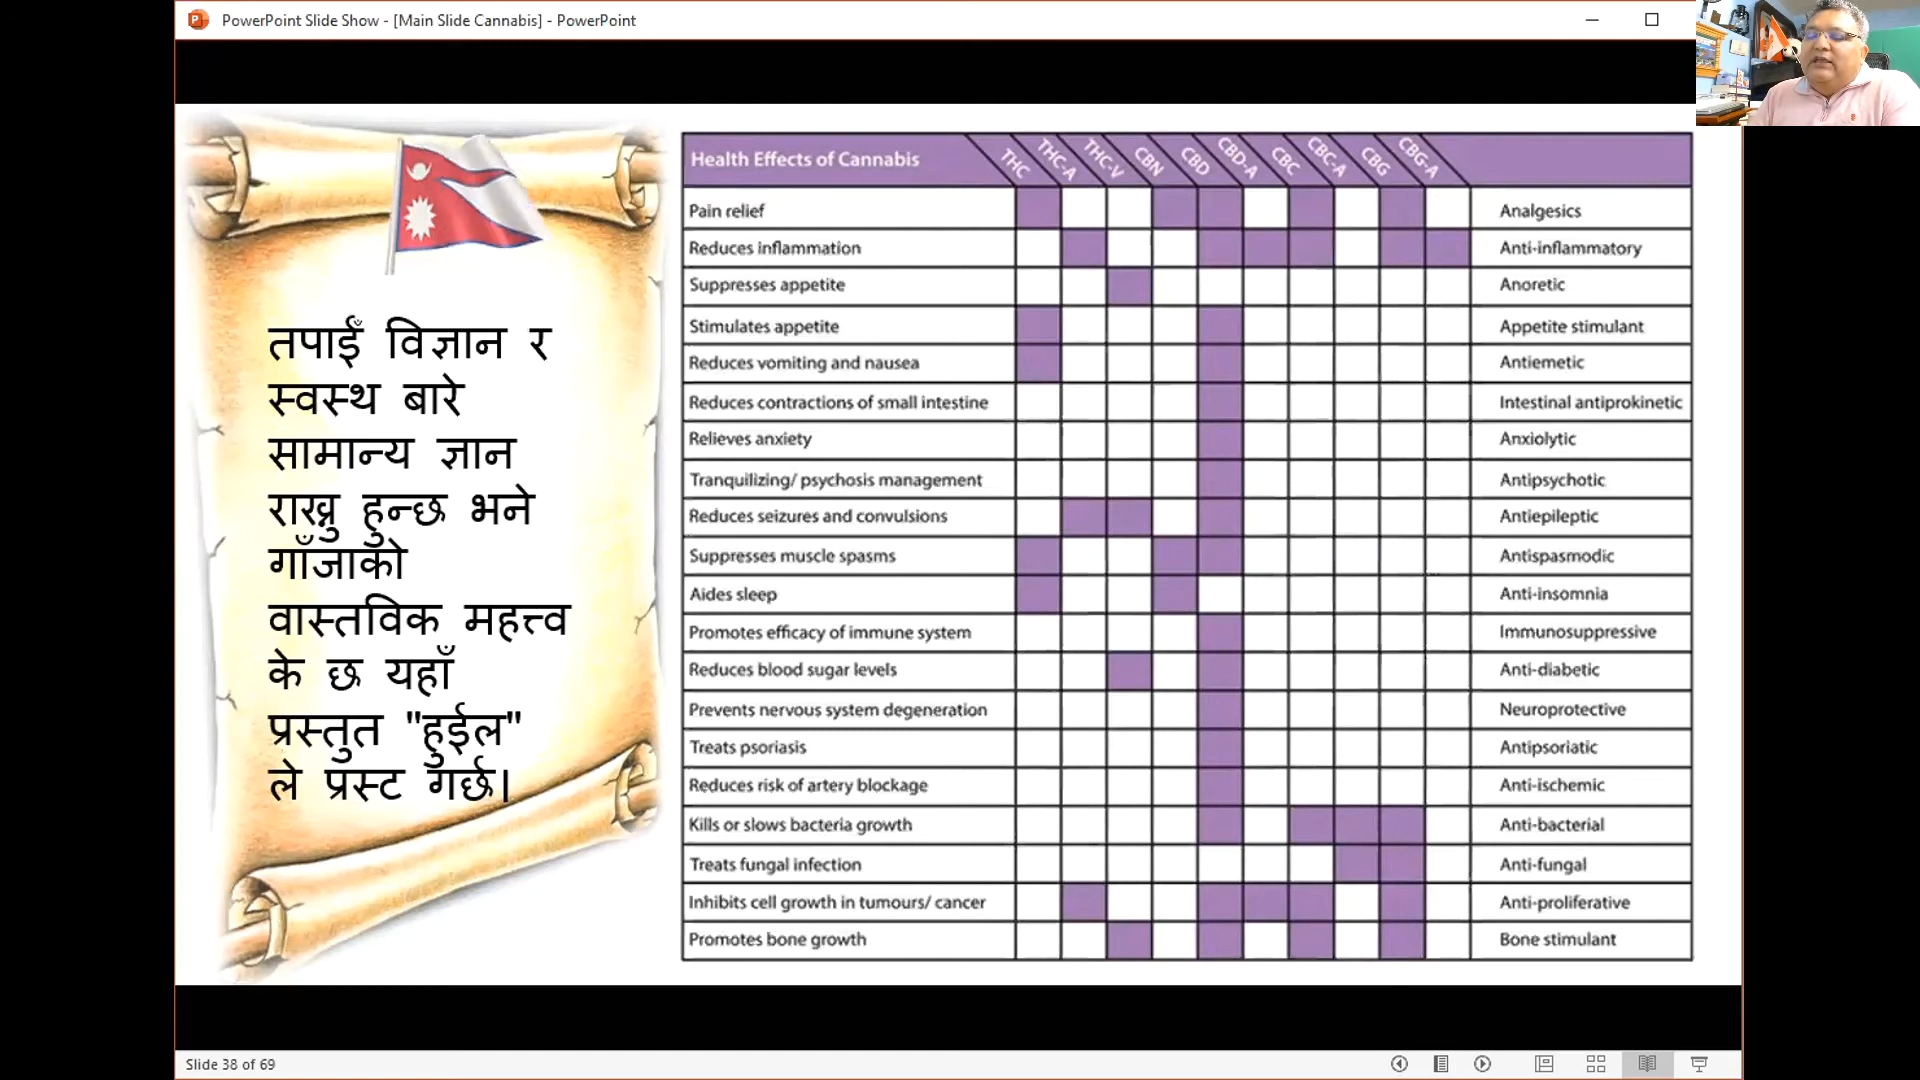 PowerPoint Slide Show - [Main Slide Cannabis] - PowerPoint
तपाईँ विज्ञान र
स्वस्थ बारे
सामान्य ज्ञान
राख्नु हुन्छ भने
गाँजाको
वास्तविक महत्त्व
के छ यहाँ
प्रस्तुत "हुईल"
ले प्रस्ट गर्छ।
Health Effects of Cannabis THC THC-A THC-V CBN CBD CBD-A CBC CBC-A CBG CBG-A
Pain relief Analgesics
Reduces inflammation Anti-inflammatory
Suppresses appetite Anoretic
Stimulates appetite Appetite stimulant
Reduces vomiting and nausea Antiemetic
Reduces contractions of small intestine Intestinal antiprokinetic
Relieves anxiety Anxiolytic
Tranquilizing/ psychosis management Antipsychotic
Reduces seizures and convulsions Antiepileptic
Suppresses muscle spasms Antispasmodic
Aides sleep Anti-insomnia
Promotes efficacy of immune system Immunosuppressive
Reduces blood sugar levels Anti-diabetic
Prevents nervous system degeneration Neuroprotective
Treats psoriasis Antipsoriatic
Reduces risk of artery blockage Anti-ischemic
Kills or slows bacteria growth Anti-bacterial
Treats fungal infection Anti-fungal
Inhibits cell growth in tumours/ cancer Anti-proliferative
Promotes bone growth Bone stimulant
Slide 38 of 69